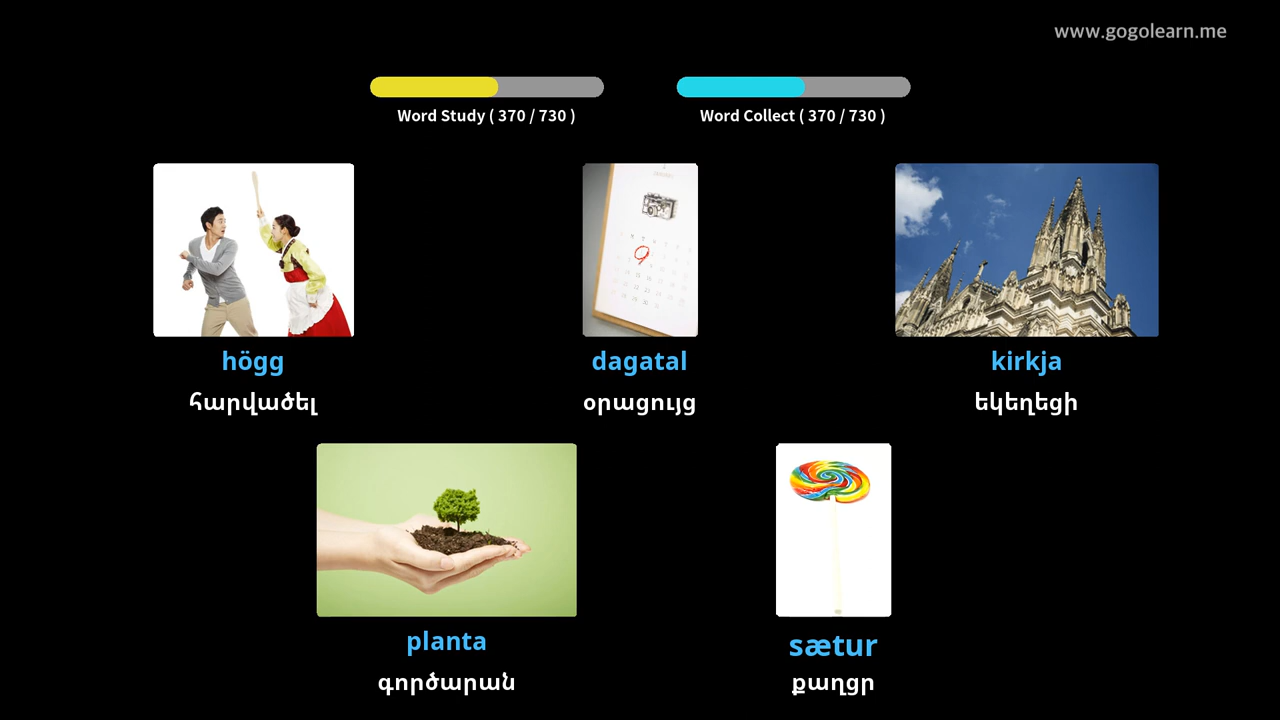 www.gogolearn.me
Word Study ( 370 / 730 )
Word Collect ( 370 / 730 )
högg
dagatal
kirkja
հարվածել
օրացույց
եկեղեցի
planta
sætur
գործարան
քաղցր